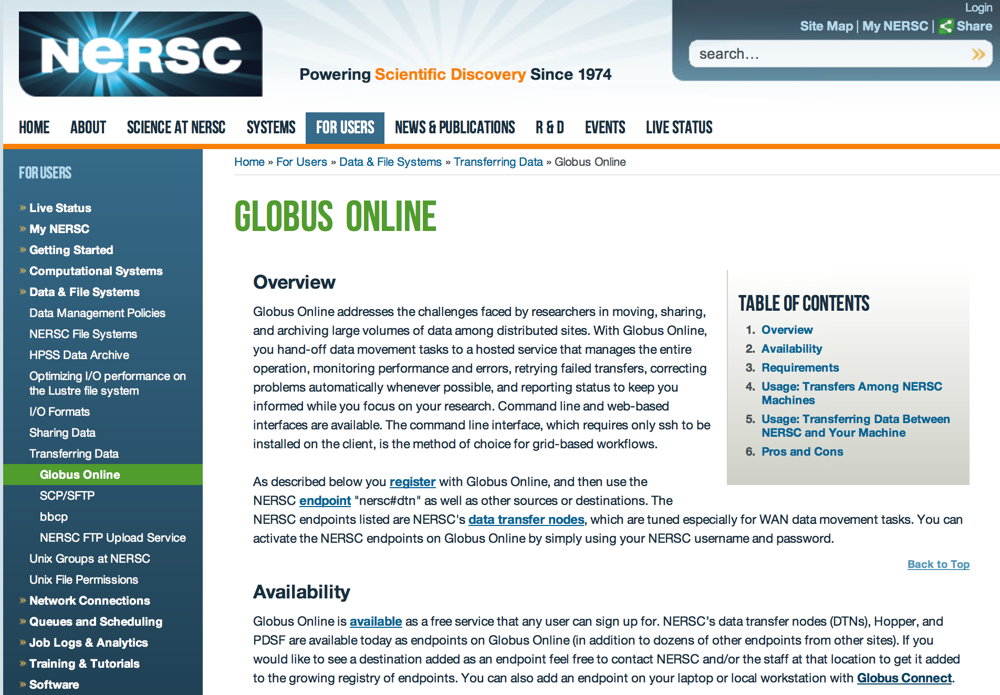 NERSC
Powering Scientific Discovery Since 1974
Login
Site Map | My NERSC | Share
search...
HOME ABOUT SCIENCE AT NERSC SYSTEMS FOR USERS NEWS & PUBLICATIONS R & D EVENTS LIVE STATUS
FOR USERS
» Live Status
» My NERSC
» Getting Started
» Computational Systems
» Data & File Systems
Data Management Policies
NERSC File Systems
HPSS Data Archive
Optimizing I/O performance on
the Lustre file system
I/O Formats
Sharing Data
Transferring Data
Globus Online
SCP/SFTP
bbcp
NERSC FTP Upload Service
Unix Groups at NERSC
Unix File Permissions
» Network Connections
» Queues and Scheduling
» Job Logs & Analytics
» Training & Tutorials
» Software
Home » For Users » Data & File Systems » Transferring Data » Globus Online
GLOBUS ONLINE
Overview
Globus Online addresses the challenges faced by researchers in moving, sharing,
and archiving large volumes of data among distributed sites. With Globus Online,
you hand-off data movement tasks to a hosted service that manages the entire
operation, monitoring performance and errors, retrying failed transfers, correcting
problems automatically whenever possible, and reporting status to keep you
informed while you focus on your research. Command line and web-based
interfaces are available. The command line interface, which requires only ssh to be
installed on the client, is the method of choice for grid-based workflows.
TABLE OF CONTENTS
1. Overview
2. Availability
3. Requirements
4. Usage: Transfers Among NERSC
Machines
5. Usage: Transferring Data Between
NERSC and Your Machine
6. Pros and Cons
As described below you register with Globus Online, and then use the
NERSC endpoint "nersc#dtn" as well as other sources or destinations. The
NERSC endpoints listed are NERSC's data transfer nodes, which are tuned especially for WAN data movement tasks. You can
activate the NERSC endpoints on Globus Online by simply using your NERSC username and password.
Back to Top
Availability
Globus Online is available as a free service that any user can sign up for. NERSC’s data transfer nodes (DTNs), Hopper, and
PDSF are available today as endpoints on Globus Online (in addition to dozens of other endpoints from other sites). If you
would like to see a destination added as an endpoint feel free to contact NERSC and/or the staff at that location to get it added
to the growing registry of endpoints. You can also add an endpoint on your laptop or local workstation with Globus Connect.